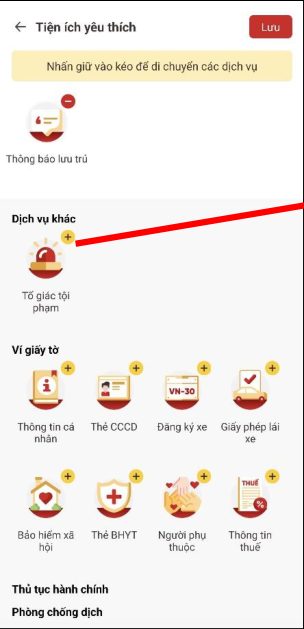 Tiện ích yêu thích
Lưu
Nhấn giữ vào kéo để di chuyển các dịch vụ
Thông báo lưu trú
Dịch vụ khác
Tố giác tội
phạm
Ví giấy tờ
VN-30
Thông tin cá
nhân
Thẻ CCCD
Đăng ký xe
Giấy phép lái
xe
THUẾ
Bảo hiểm xã
hội
Thẻ BHYT
Người phụ
thuộc
Thông tin
thuế
Thủ tục hành chính
Phòng chống dịch